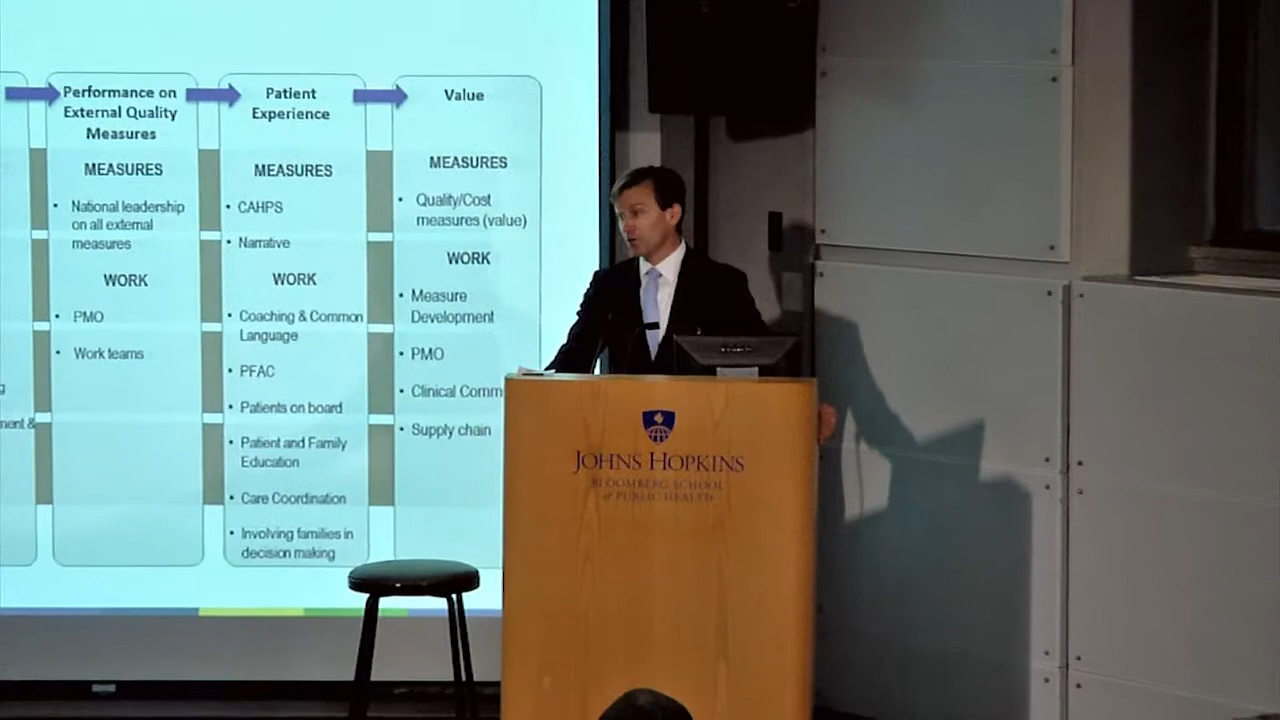 g
ment &
Performance on
External Quality
Measures
MEASURES
• National leadership
on all external
measures
WORK
• PMO
• Work teams
Patient
Experience
MEASURES
• CAHPS
• Narrative
WORK
• Coaching & Common
Language
• PFAC
• Patients on board
• Patient and Family
Education
• Care Coordination
• Involving families in
decision making
Value
MEASURES
• Quality/Cost
measures (value)
WORK
• Measure
Development
• PMO
• Clinical Comm
• Supply chain
JOHNS HOPKINS
BLOOMBERG SCHOOL
of PUBLIC HEALTH